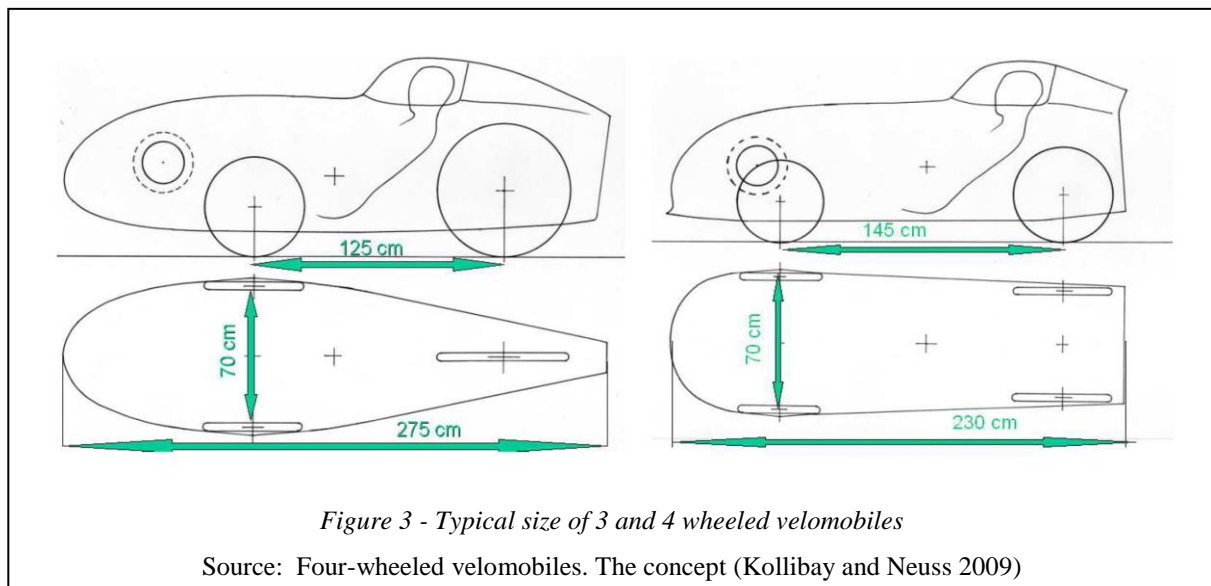 125 cm
145 cm
70 cm
70 cm
275 cm
230 cm
Figure 3 - Typical size of 3 and 4 wheeled velomobiles
Source: Four-wheeled velomobiles. The concept (Kollibay and Neuss 2009)